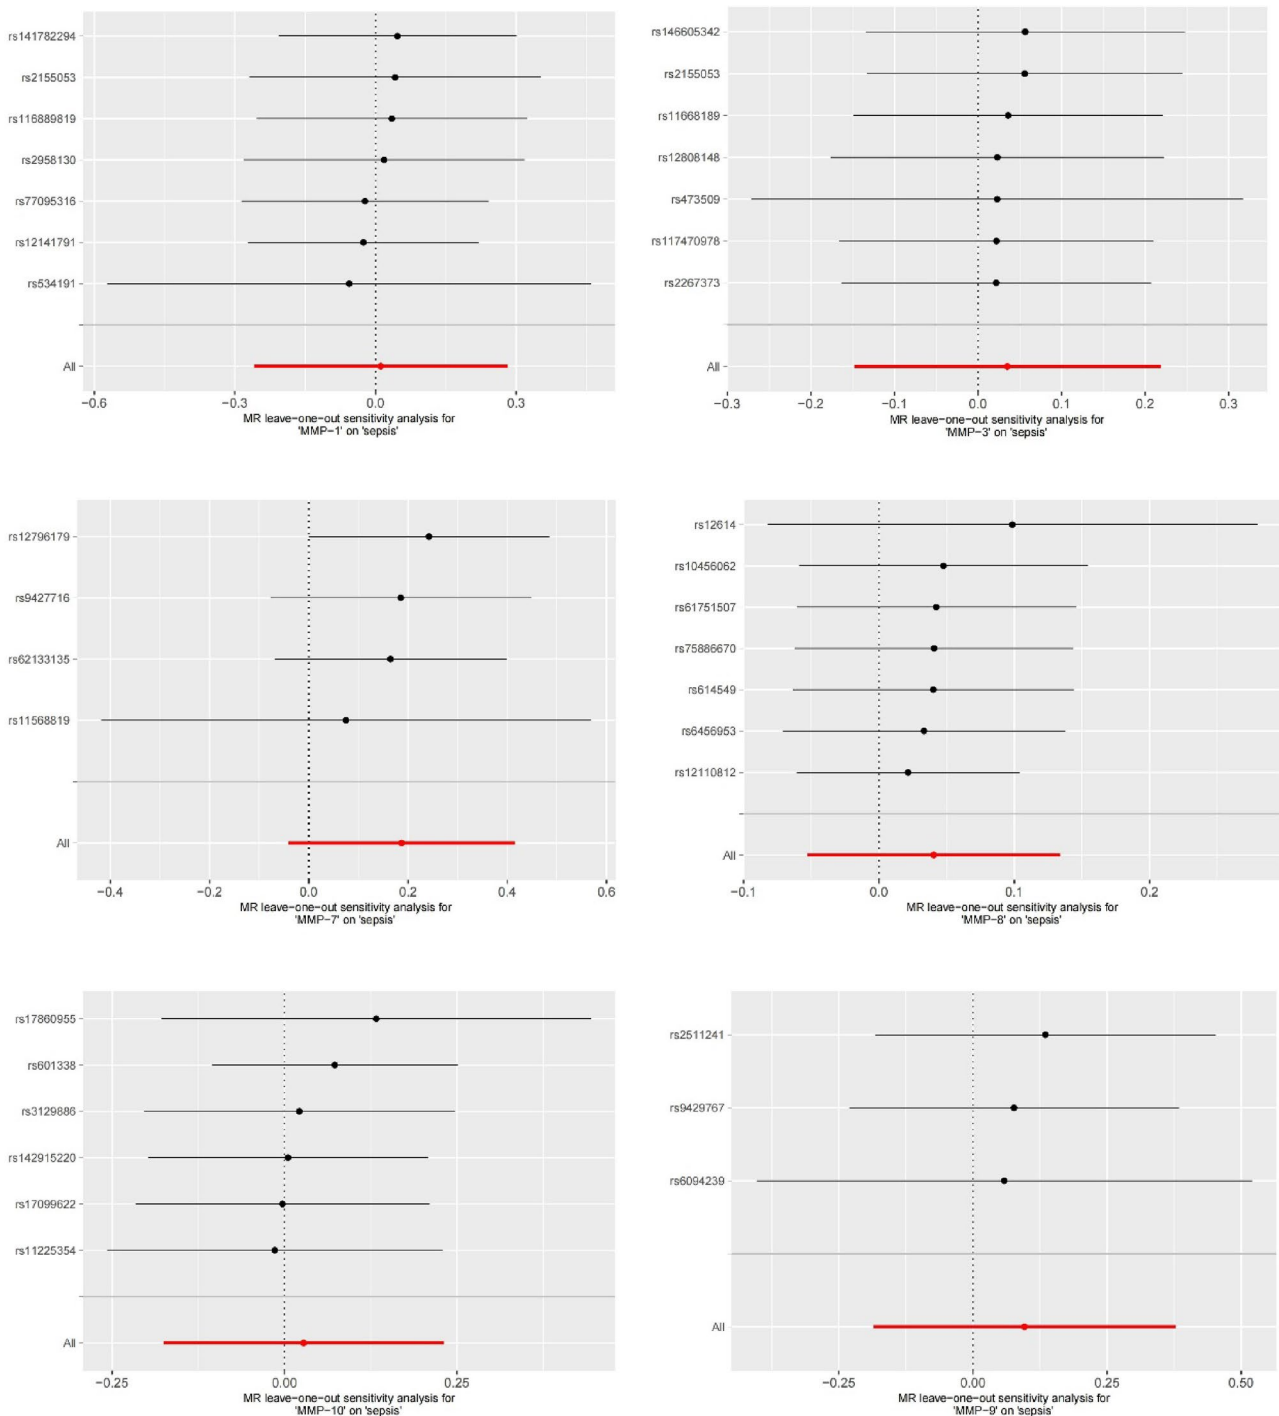 rs141782294
rs2155053
rs116889819
rs2958130
rs77095316
rs12141791
rs534191
All
−0.6 −0.3 0.0 0.3
MR leave−one−out sensitivity analysis for
'MMP−1' on 'sepsis'
rs146605342
rs2155053
rs11668189
rs12808148
rs473509
rs117470978
rs2267373
All
−0.3 −0.2 −0.1 0.0 0.1 0.2 0.3
MR leave−one−out sensitivity analysis for
'MMP−3' on 'sepsis'
rs12796179
rs9427716
rs62133135
rs11568819
All
−0.4 −0.2 0.0 0.2 0.4 0.6
MR leave−one−out sensitivity analysis for
'MMP−7' on 'sepsis'
rs12614
rs10456062
rs61751507
rs75886670
rs614549
rs6456953
rs12110812
All
−0.1 0.0 0.1 0.2
MR leave−one−out sensitivity analysis for
'MMP−8' on 'sepsis'
rs17860955
rs601338
rs3129886
rs142915220
rs17099622
rs11225354
All
−0.25 0.00 0.25
MR leave−one−out sensitivity analysis for
'MMP−10' on 'sepsis'
rs2511241
rs9429767
rs6094239
All
−0.25 0.00 0.25 0.50
MR leave−one−out sensitivity analysis for
'MMP−9' on 'sepsis'